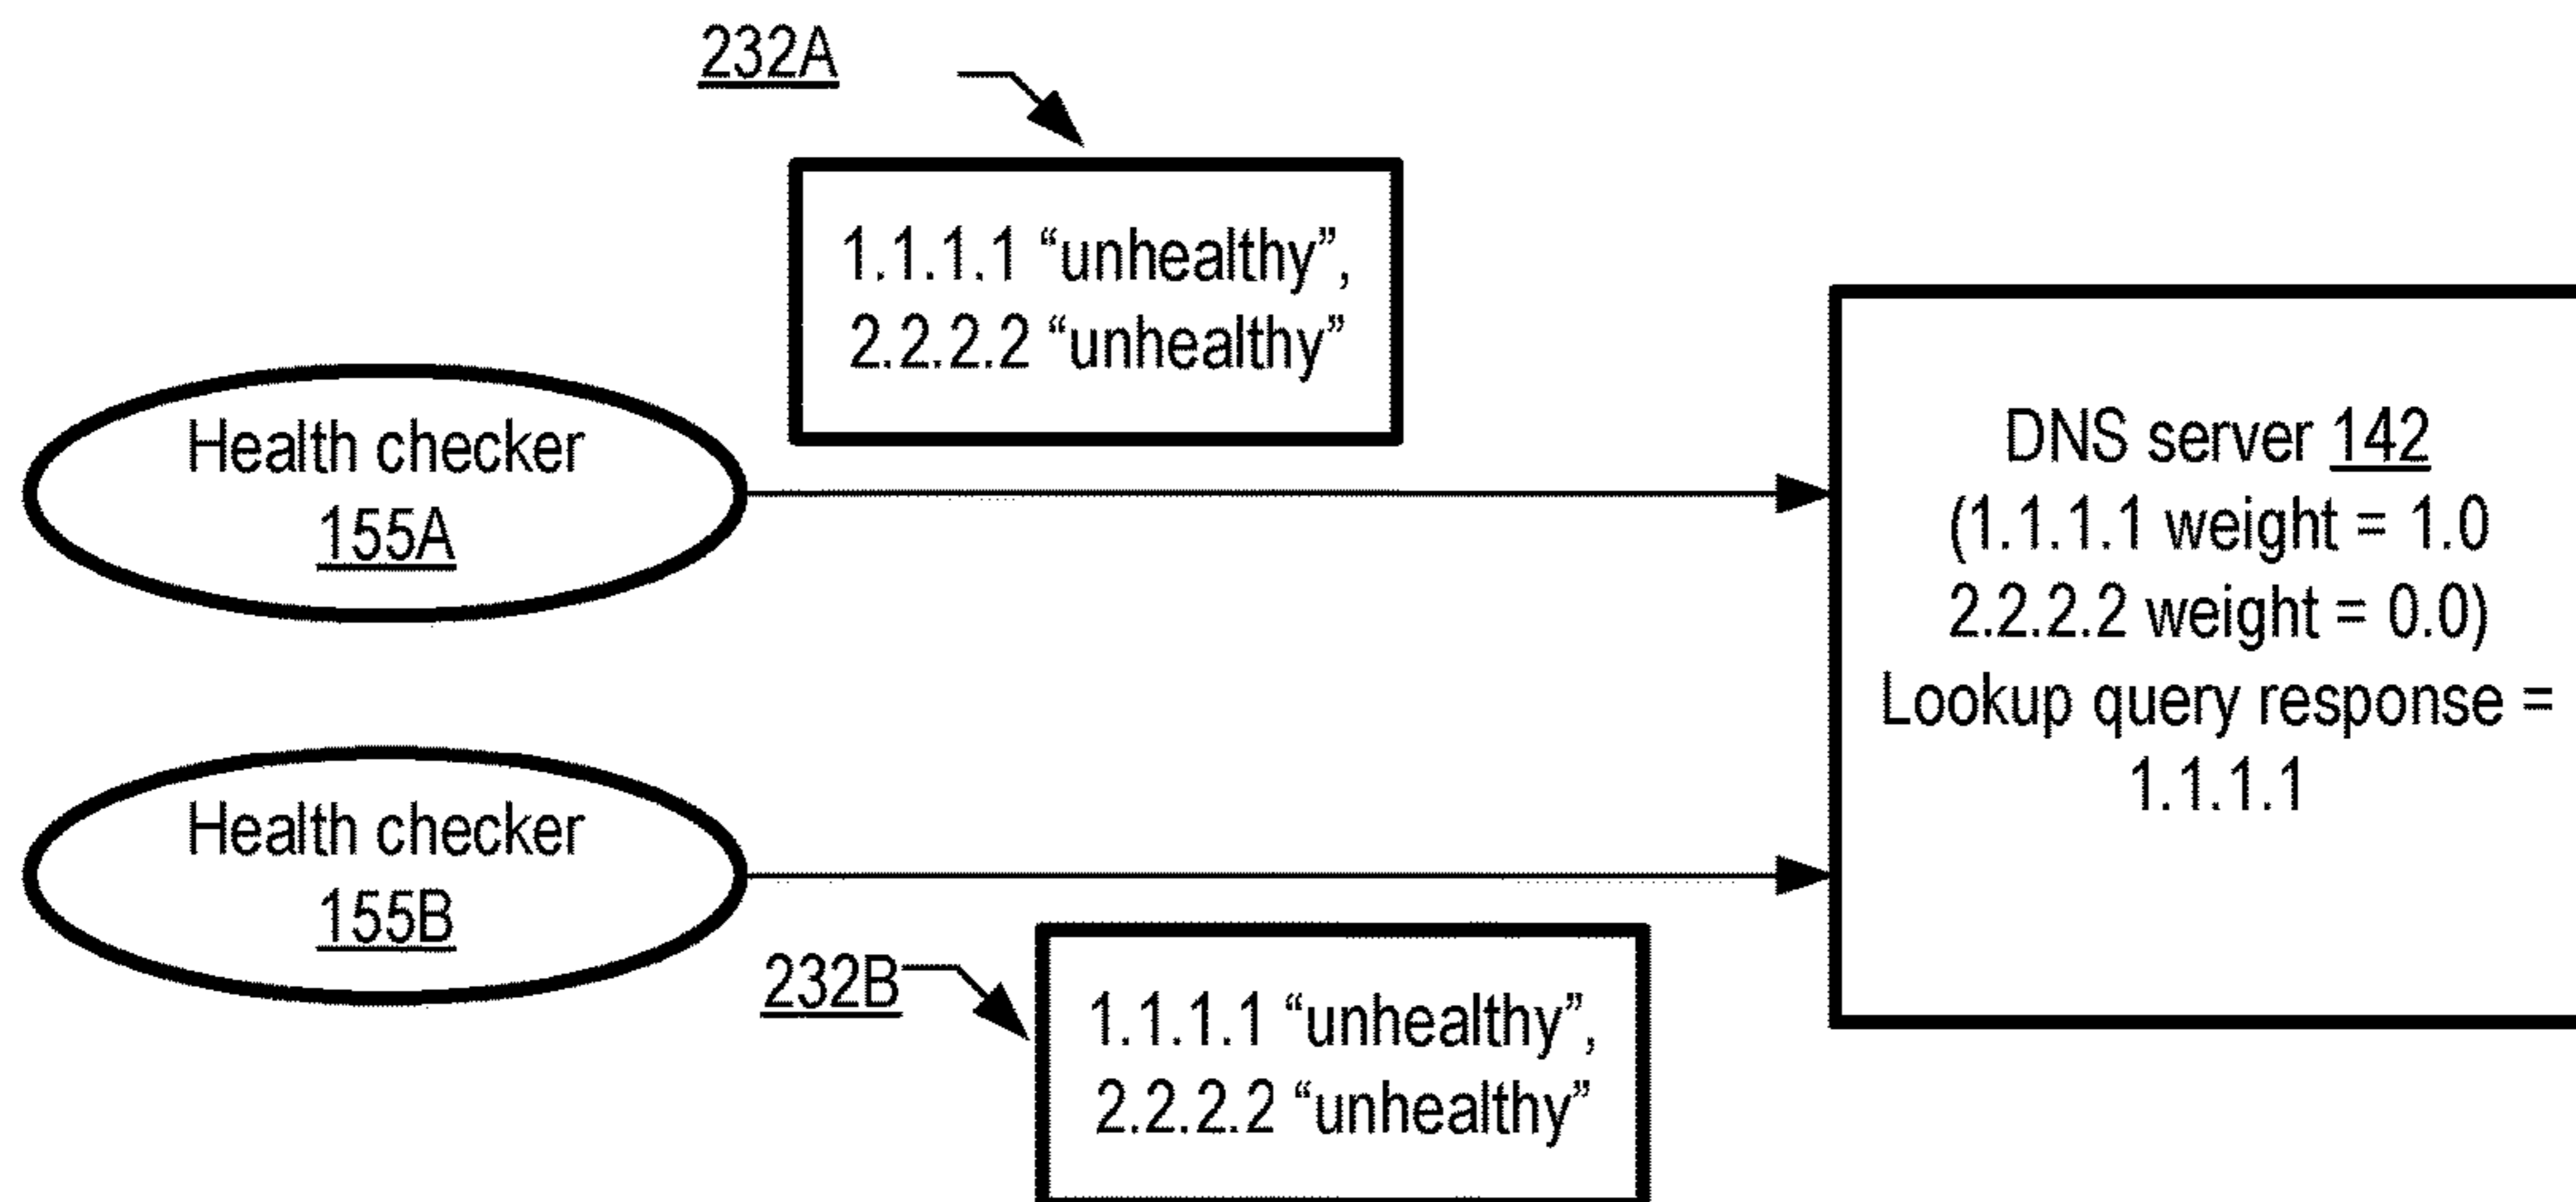 232A
1.1.1.1 “unhealthy”,
2.2.2.2 “unhealthy”
Health checker
155A
DNS server 142
(1.1.1.1 weight = 1.0
2.2.2.2 weight = 0.0)
Lookup query response =
1.1.1.1
Health checker
155B
232B
1.1.1.1 “unhealthy”,
2.2.2.2 “unhealthy”